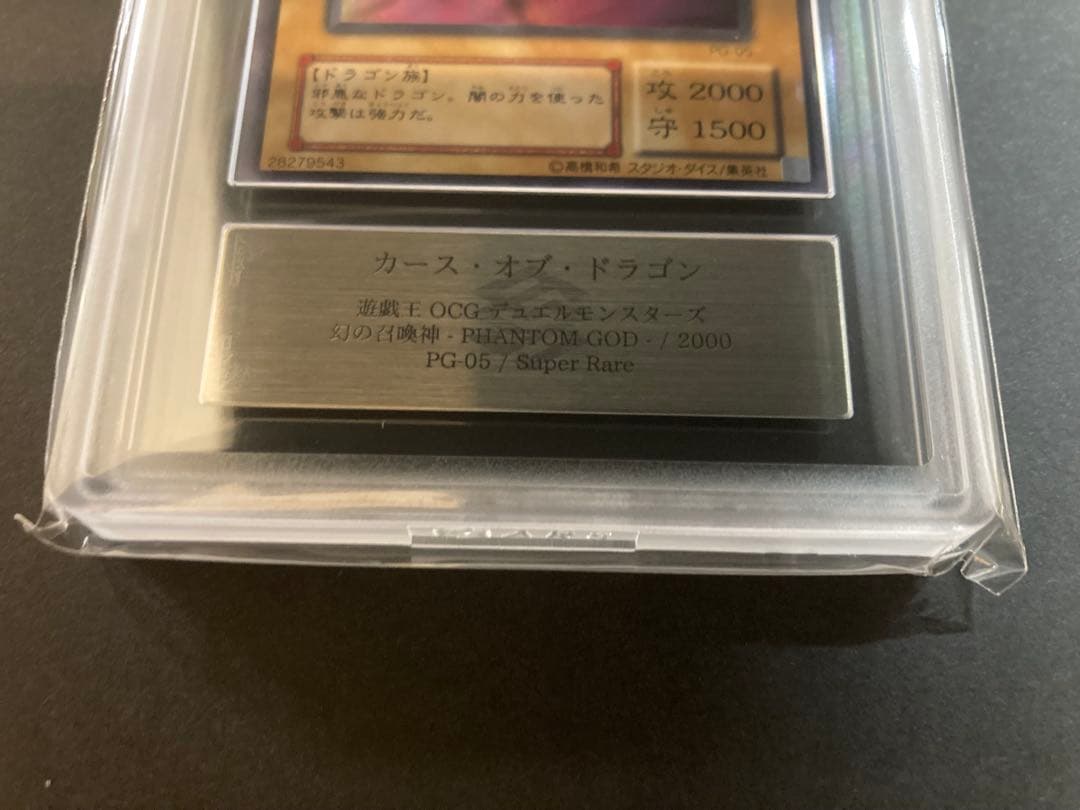 PG-05
【ドラゴン族】
邪悪なドラゴン。闇の力を使った
攻撃は強力だ。
攻 2000
守 1500
28279543
©高橋和希 スタジオ・ダイス/集英社
カース・オブ・ドラゴン
遊戯王 OCG デュエルモンスターズ
幻の召喚神 - PHANTOM GOD - / 2000
PG-05 / Super Rare